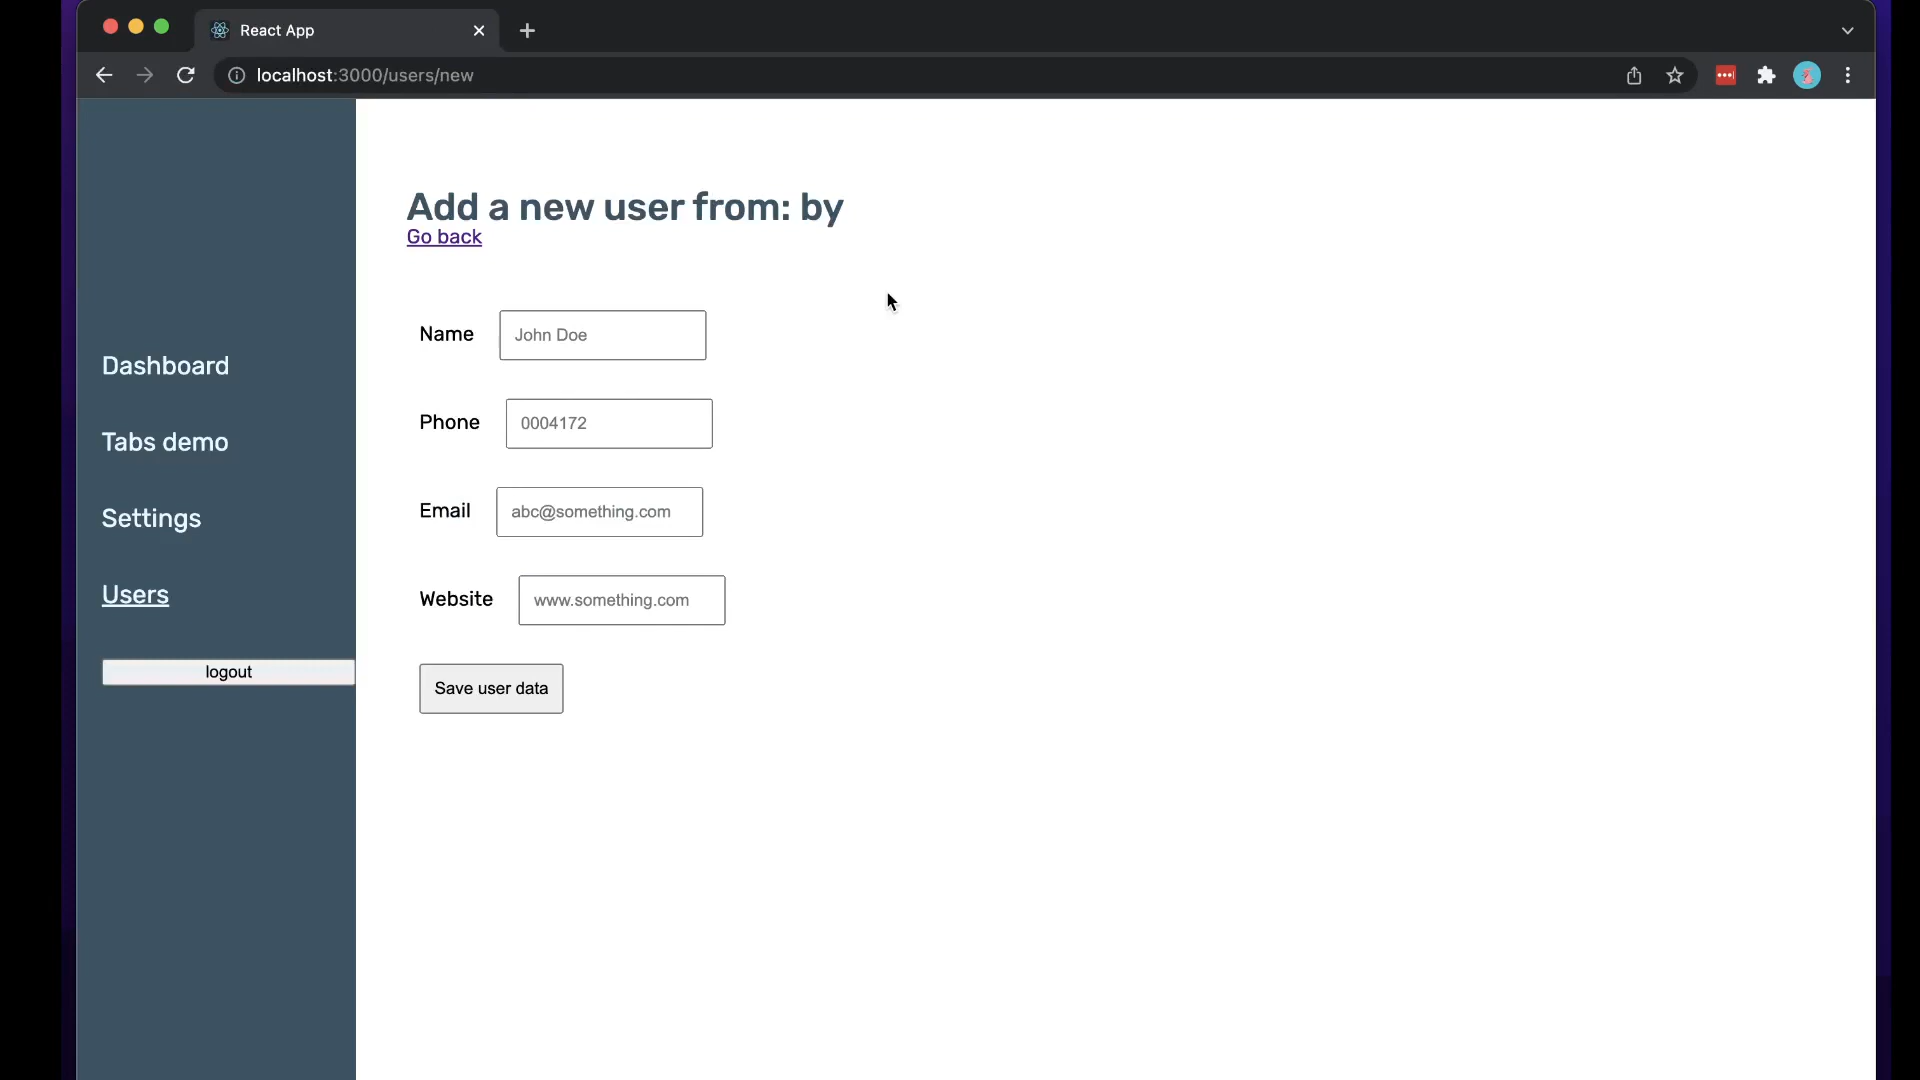 React App
localhost:3000/users/new
Dashboard
Tabs demo
Settings
Users
logout
Add a new user from: by
Go back
Name
John Doe
Phone
0004172
Email
abc@something.com
Website
www.something.com
Save user data